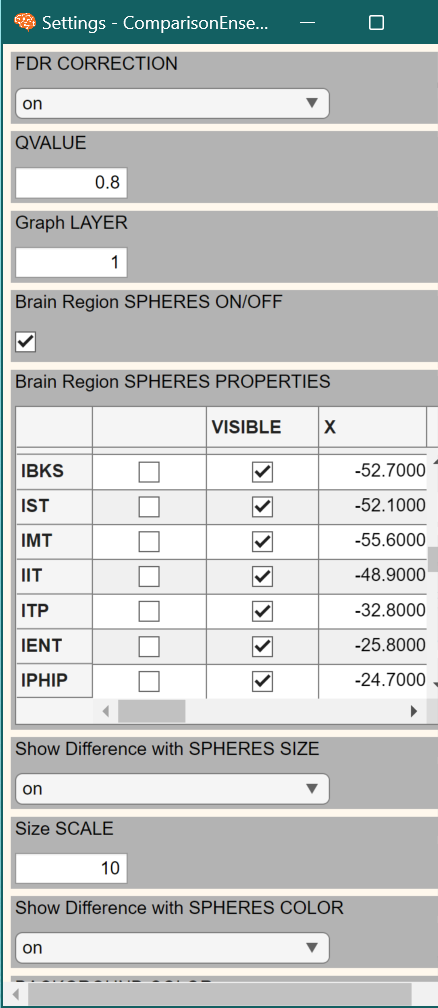 Settings - ComparisonEnse...
FDR CORRECTION
on
QVALUE
0.8
Graph LAYER
1
Brain Region SPHERES ON/OFF
Brain Region SPHERES PROPERTIES
VISIBLE X
lBKS -52.7000
lST -52.1000
lMT -55.6000
lIT -48.9000
lTP -32.8000
lENT -25.8000
lPHIP -24.7000
Show Difference with SPHERES SIZE
on
Size SCALE
10
Show Difference with SPHERES COLOR
on
BACKGROUND COLOR